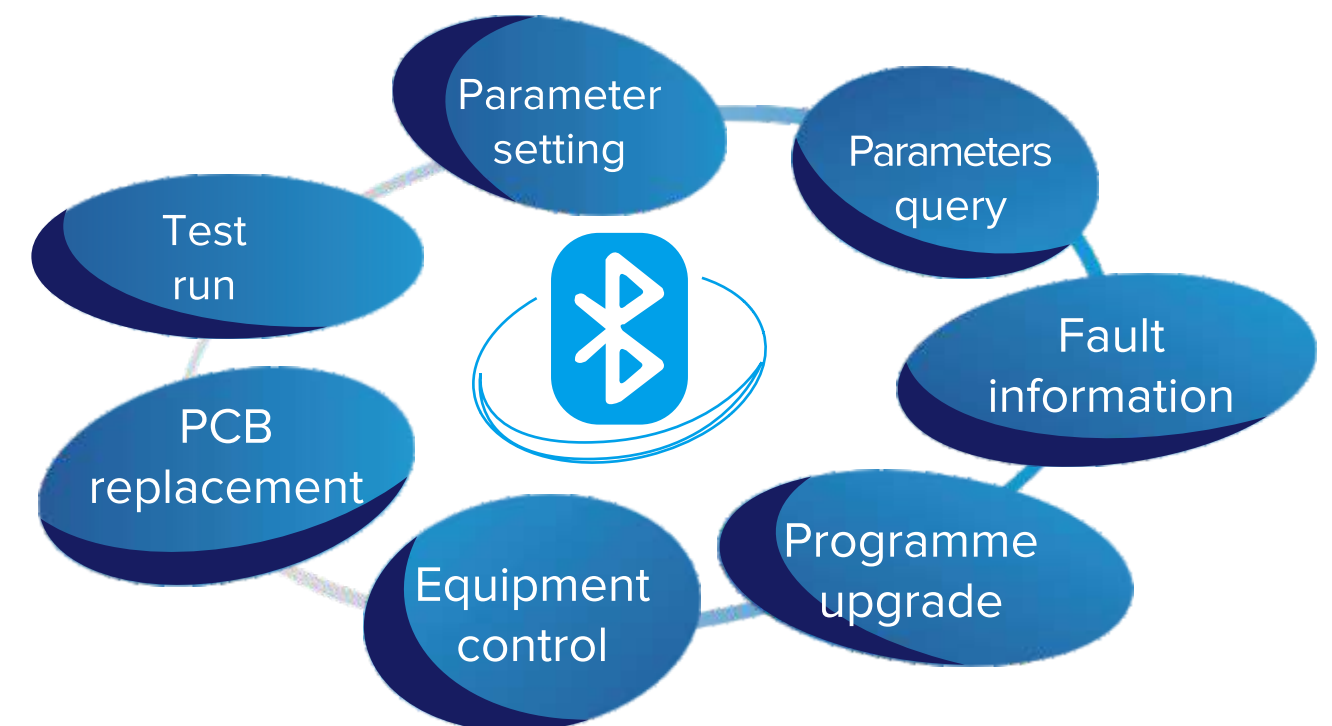 Parameter
setting
Parameters
query
Test
run
Fault
information
PCB
replacement
Programme
upgrade
Equipment
control